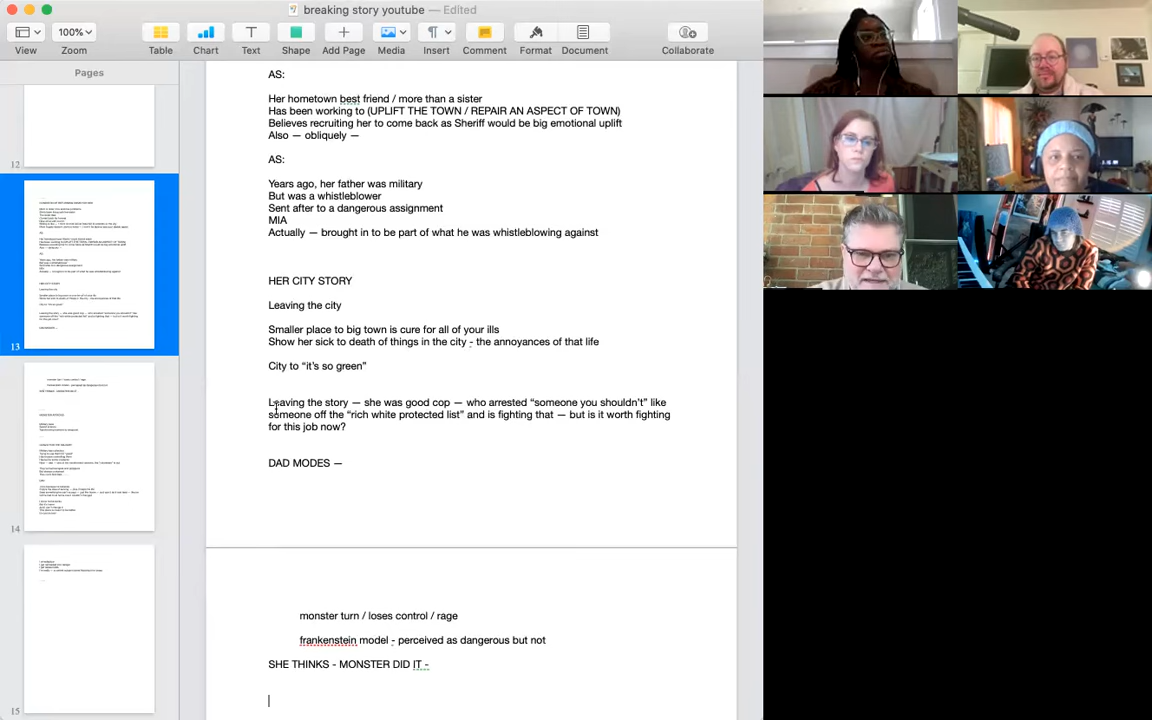 breaking story youtube — Edited
100%
View
Zoom
Table
Chart
Text
Shape
Add Page
Media
Insert
Comment
Format
Document
Collaborate
Pages
12
13
14
15
AS:
Her hometown best friend / more than a sister
Has been working to (UPLIFT THE TOWN / REPAIR AN ASPECT OF TOWN)
Believes recruiting her to come back as Sheriff would be big emotional uplift
Also — obliquely —
AS:
Years ago, her father was military
But was a whistleblower
Sent after to a dangerous assignment
MIA
Actually — brought in to be part of what he was whistleblowing against
HER CITY STORY
Leaving the city
Smaller place to big town is cure for all of your ills
Show her sick to death of things in the city - the annoyances of that life
City to “it’s so green”
Leaving the story — she was good cop — who arrested “someone you shouldn’t” like
someone off the “rich white protected list” and is fighting that — but is it worth fighting
for this job now?
DAD MODES —
monster turn / loses control / rage
frankenstein model - perceived as dangerous but not
SHE THINKS - MONSTER DID IT -